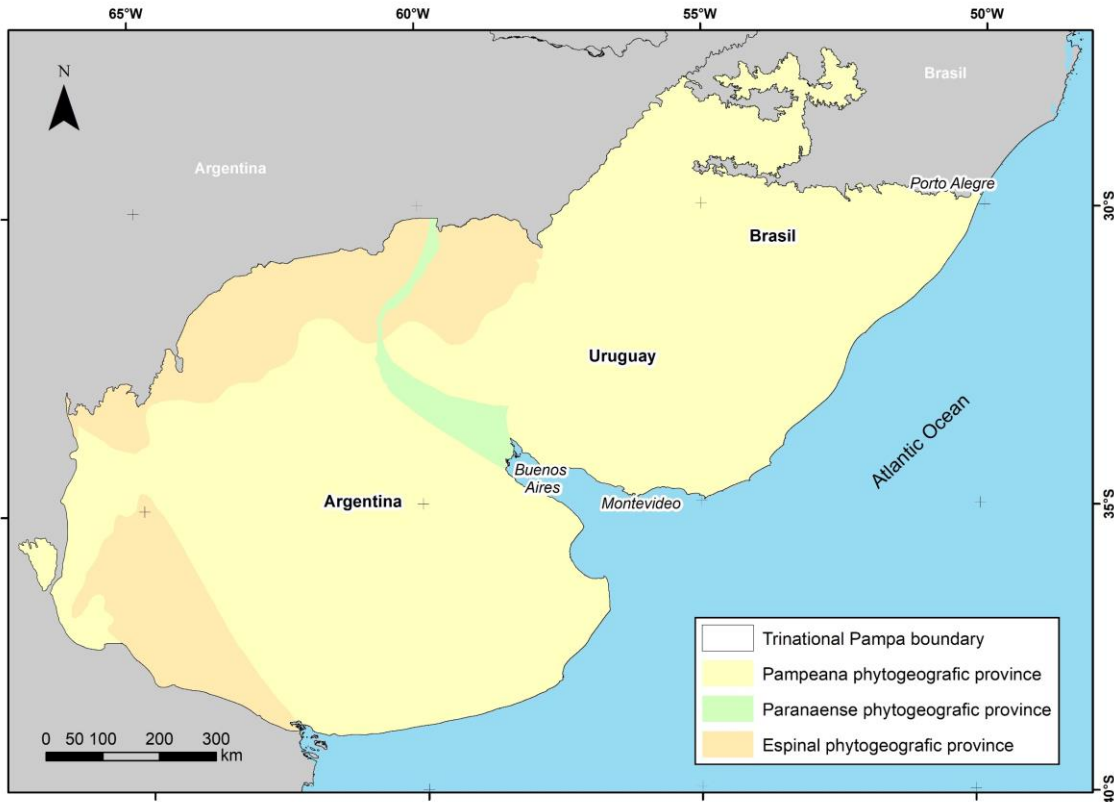 65°W
60°W
55°W
50°W
N
Brasil
Argentina
Porto Alegre
30°S
Brasil
Uruguay
Atlantic Ocean
Buenos
Aires
Argentina
Montevideo
35°S
Trinational Pampa boundary
Pampeana phytogeografic province
Paranaense phytogeografic province
Espinal phytogeografic province
0 50 100 200 300
km
40°S